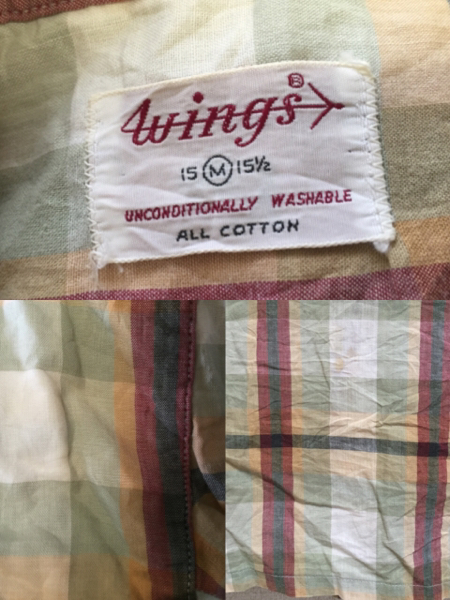 Wings®
15 M 15½
UNCONDITIONALLY WASHABLE
ALL COTTON